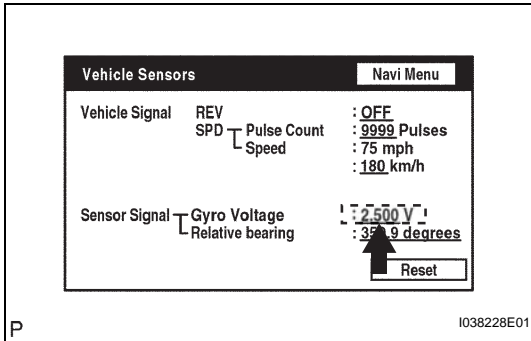 Vehicle Sensors Navi Menu
Vehicle Signal REV : OFF
SPD Pulse Count : 9999 Pulses
Speed : 75 mph
: 180 km/h
Sensor Signal Gyro Voltage : 2.500 V
Relative bearing : 35 .9 degrees
Reset
P I038228E01